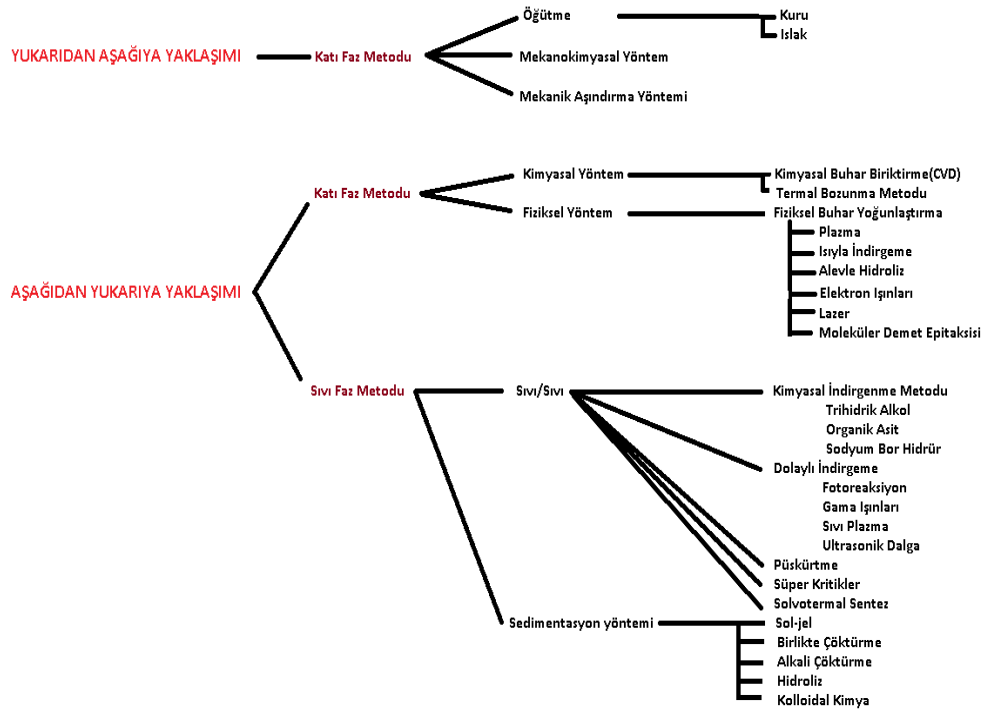 YUKARIDAN AŞAĞIYA YAKLAŞIMI
Katı Faz Metodu
Öğütme
Kuru
Islak
Mekanokimyasal Yöntem
Mekanik Aşındırma Yöntemi
AŞAĞIDAN YUKARIYA YAKLAŞIMI
Katı Faz Metodu
Kimyasal Yöntem
Kimyasal Buhar Biriktirme(CVD)
Termal Bozunma Metodu
Fiziksel Yöntem
Fiziksel Buhar Yoğunlaştırma
Plazma
Isıyla İndirgeme
Alevle Hidroliz
Elektron Işınları
Lazer
Moleküler Demet Epitaksisi
Sıvı Faz Metodu
Sıvı/Sıvı
Kimyasal İndirgenme Metodu
Trihidrik Alkol
Organik Asit
Sodyum Bor Hidrür
Dolaylı İndirgeme
Fotoreaksiyon
Gama Işınları
Sıvı Plazma
Ultrasonik Dalga
Püskürtme
Süper Kritikler
Solvotermal Sentez
Sedimentasyon yöntemi
Sol-jel
Birlikte Çöktürme
Alkali Çöktürme
Hidroliz
Kolloidal Kimya